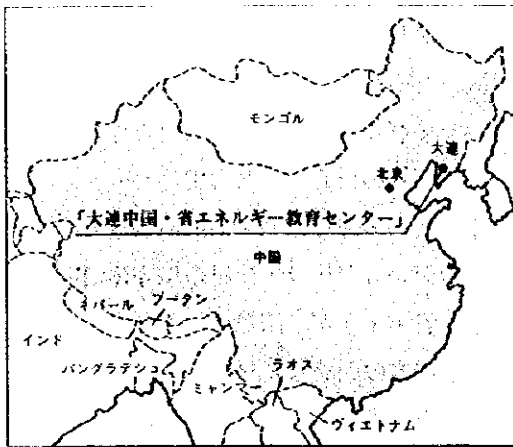 モンゴル
大連
北京
「大連中国・省エネルギー教育センター」
中国
ネパール
ブータン
インド
バングラデシュ
ミャンマー
ラオス
ヴィエトナム